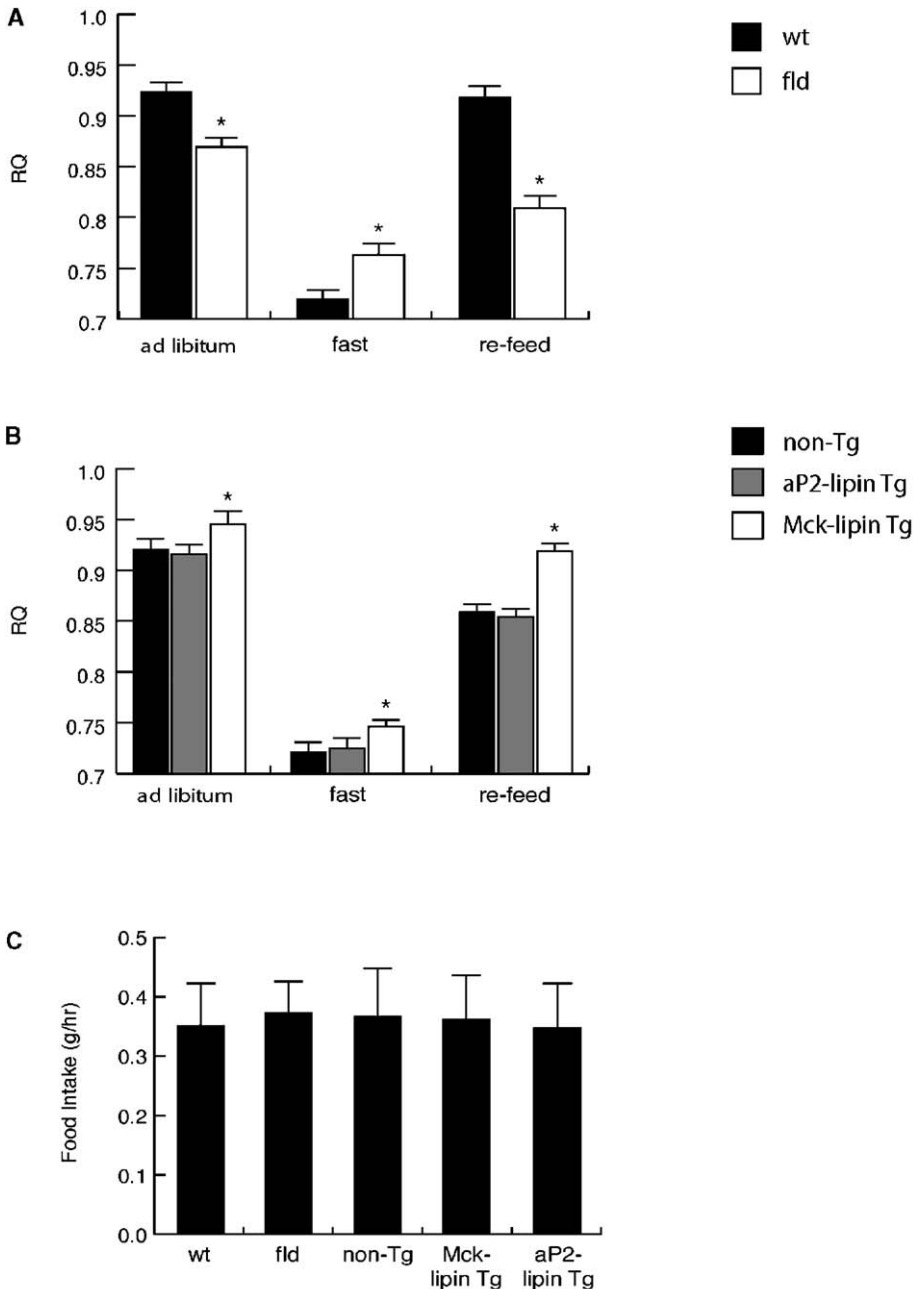 A
wt
fld
0.95
0.9
0.85
0.8
0.75
0.7
RQ
*
*
*
ad libitum
fast
re-feed
B
non-Tg
aP2-lipin Tg
Mck-lipin Tg
1.0
0.95
0.9
0.85
0.8
0.75
0.7
RQ
*
*
*
ad libitum
fast
re-feed
C
0.5
0.4
0.3
0.2
0.1
0.0
Food Intake (g/hr)
wt
fld
non-Tg
Mck-
lipin Tg
aP2-
lipin Tg